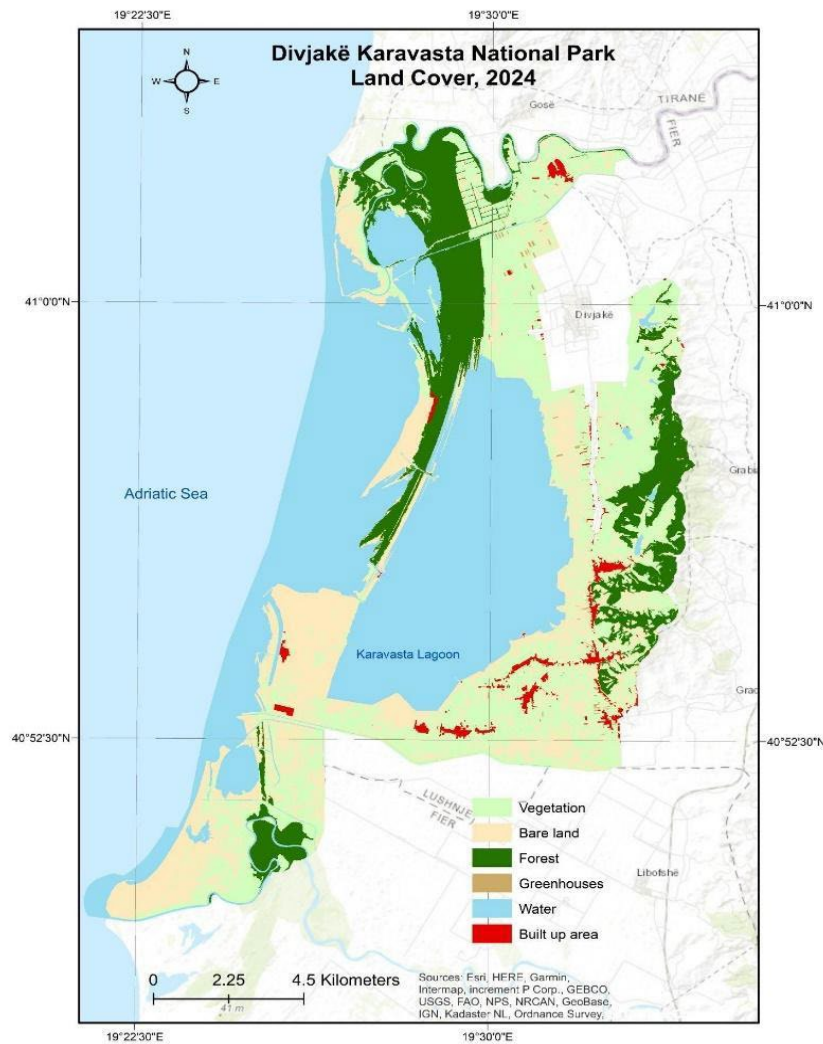 19°22'30"E
19°30'0"E
Divjakë Karavasta National Park
Land Cover, 2024
N
W
E
S
Gosë
TIRANË
FIER
41°0'0"N
41°0'0"N
Divjakë
Adriatic Sea
Karavasta Lagoon
40°52'30"N
40°52'30"N
LUSHNJE
FIER
Libofshë
Vegetation
Bare land
Forest
Greenhouses
Water
Built up area
0 2.25 4.5 Kilometers
41 m
Sources: Esri, HERE, Garmin,
Intermap, increment P Corp., GEBCO,
USGS, FAO, NPS, NRCAN, GeoBase,
IGN, Kadaster NL, Ordnance Survey,
19°22'30"E
19°30'0"E